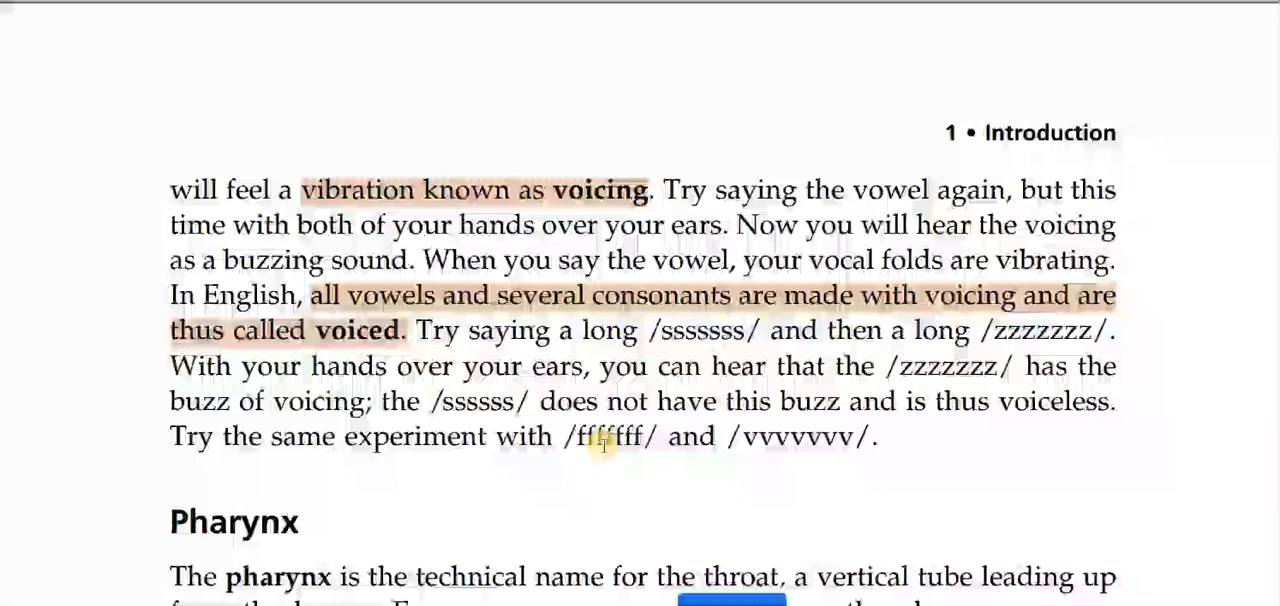 1 • Introduction
will feel a vibration known as voicing. Try saying the vowel again, but this
time with both of your hands over your ears. Now you will hear the voicing
as a buzzing sound. When you say the vowel, your vocal folds are vibrating.
In English, all vowels and several consonants are made with voicing and are
thus called voiced. Try saying a long /sssssss/ and then a long /zzzzzzz/.
With your hands over your ears, you can hear that the /zzzzzzz/ has the
buzz of voicing; the /ssssss/ does not have this buzz and is thus voiceless.
Try the same experiment with /fffffff/ and /vvvvvvv/.
Pharynx
The pharynx is the technical name for the throat, a vertical tube leading up